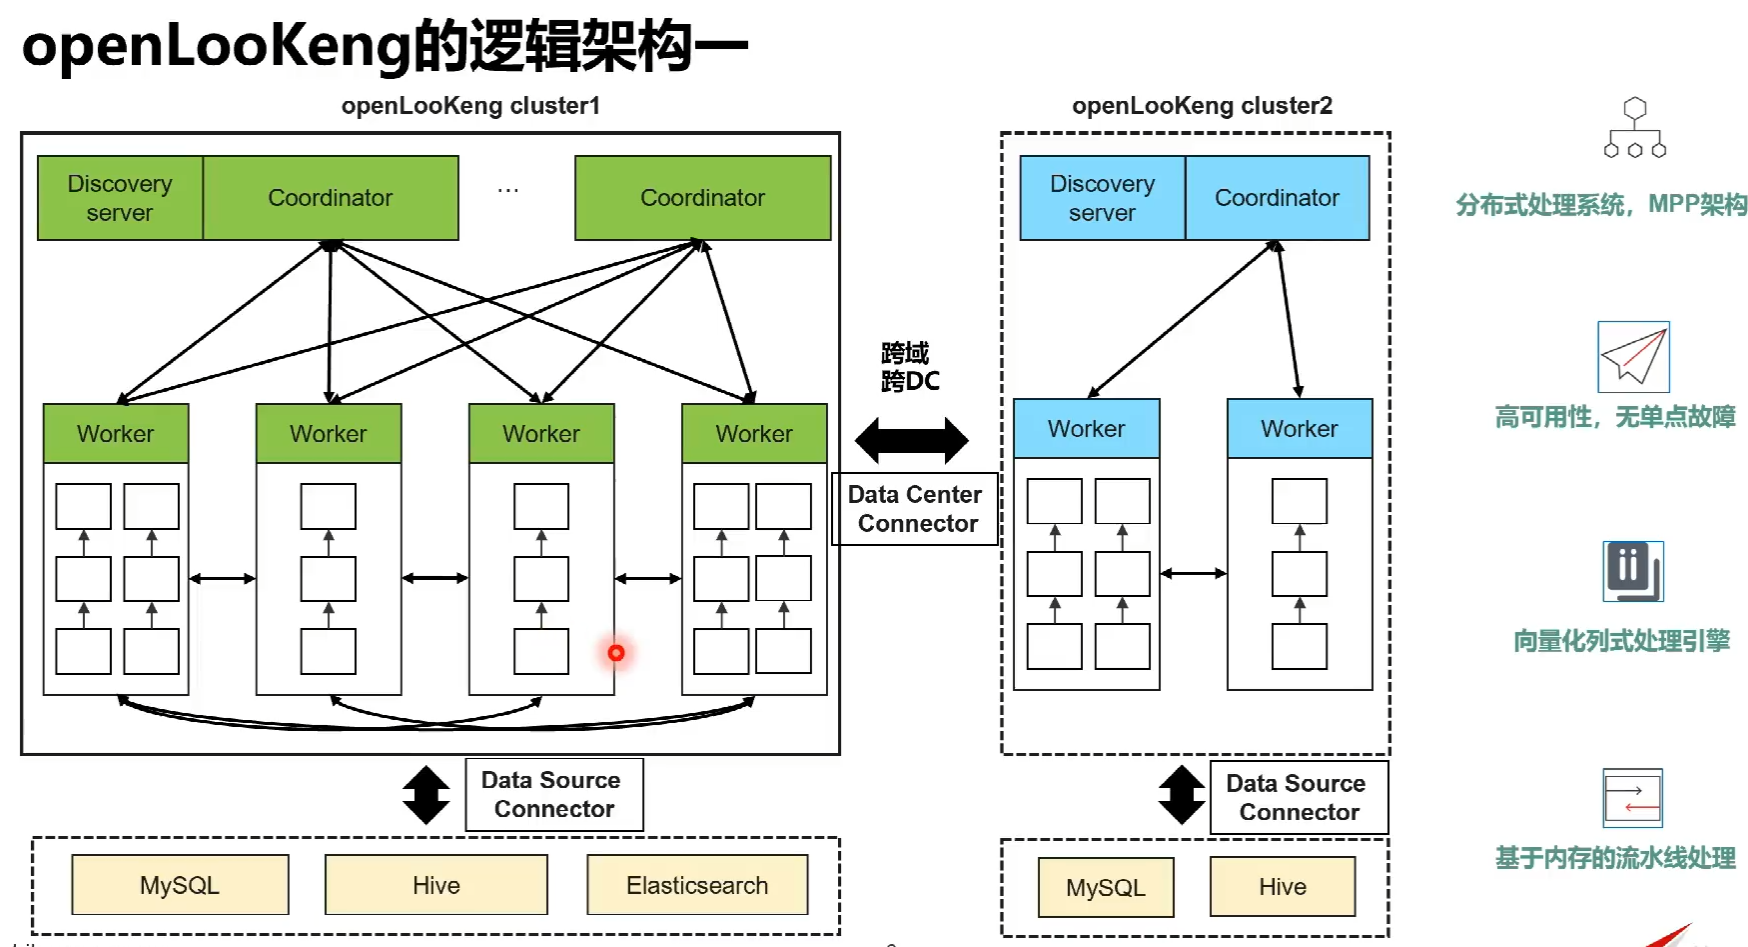 openLooKeng的逻辑架构一
openLooKeng cluster1
openLooKeng cluster2
Discovery
server
Coordinator
...
Coordinator
Discovery
server
Coordinator
分布式处理系统，MPP架构
跨域
跨DC
高可用性，无单点故障
Worker
Worker
Worker
Worker
Worker
Worker
Data Center
Connector
ii
向量化列式处理引擎
Data Source
Connector
Data Source
Connector
基于内存的流水线处理
MySQL
Hive
Elasticsearch
MySQL
Hive